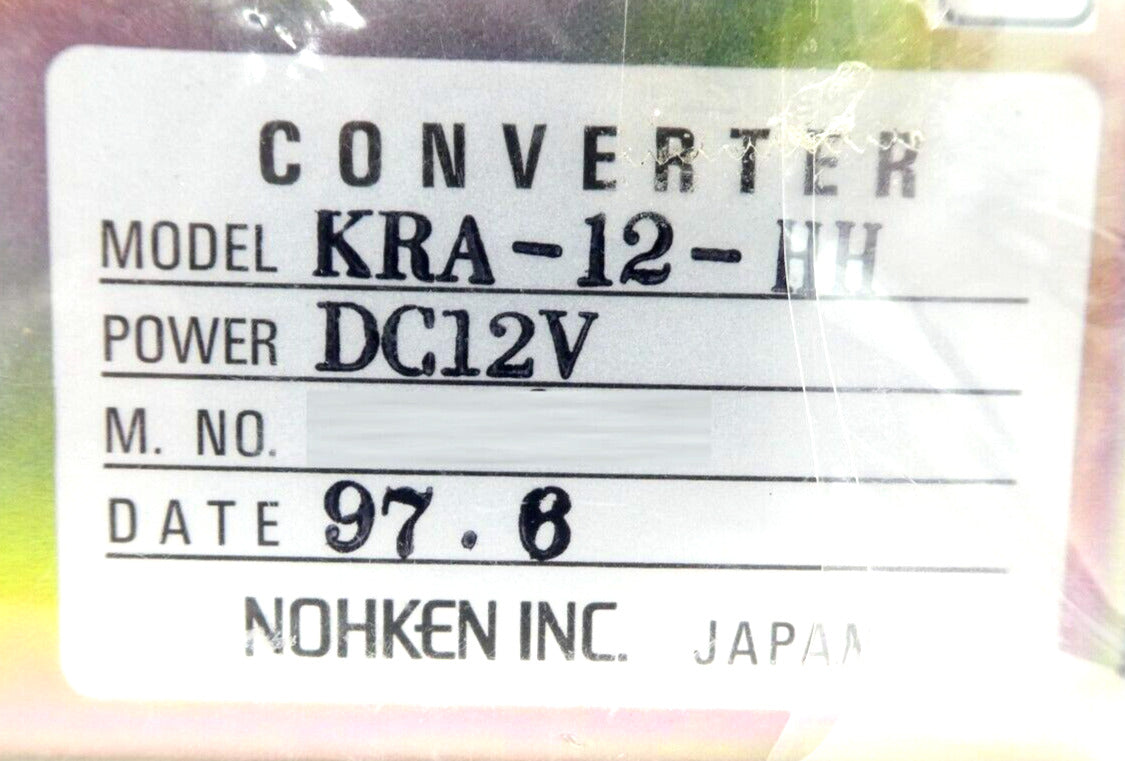 CONVERTER
MODEL KRA-12-HH
POWER DC12V
M. NO.
DATE 97.6
NOHKEN INC. JAPAN